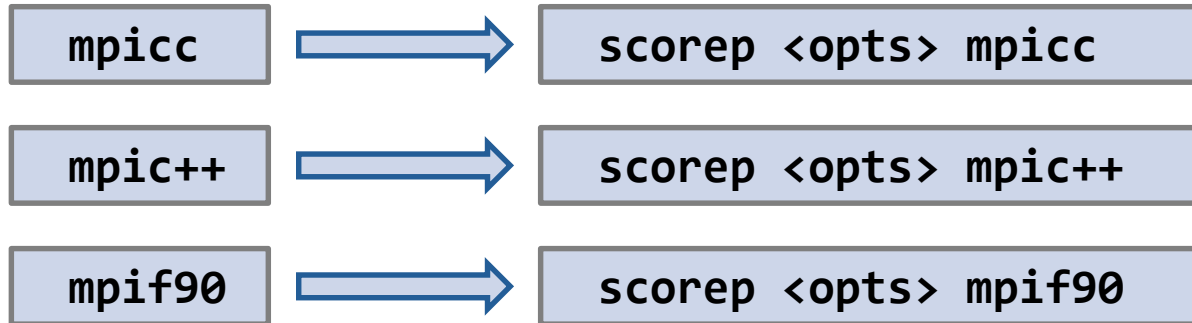 mpicc scorep <opts> mpicc
mpic++ scorep <opts> mpic++
mpif90 scorep <opts> mpif90